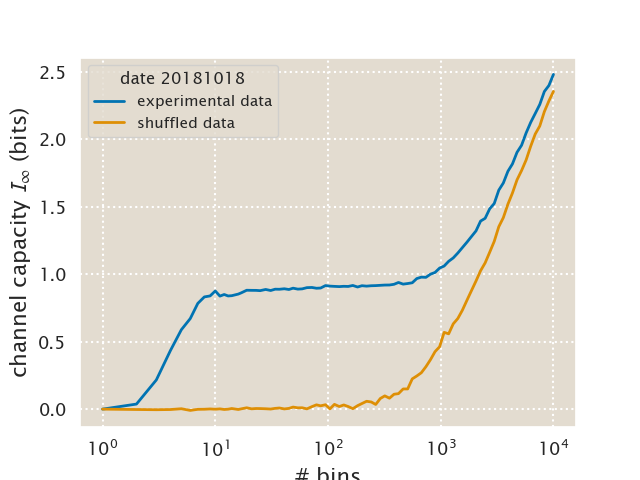 date 20181018
experimental data
shuffled data
channel capacity I∞ (bits)
2.5
2.0
1.5
1.0
0.5
0.0
10⁰ 10¹ 10² 10³ 10⁴
# bins